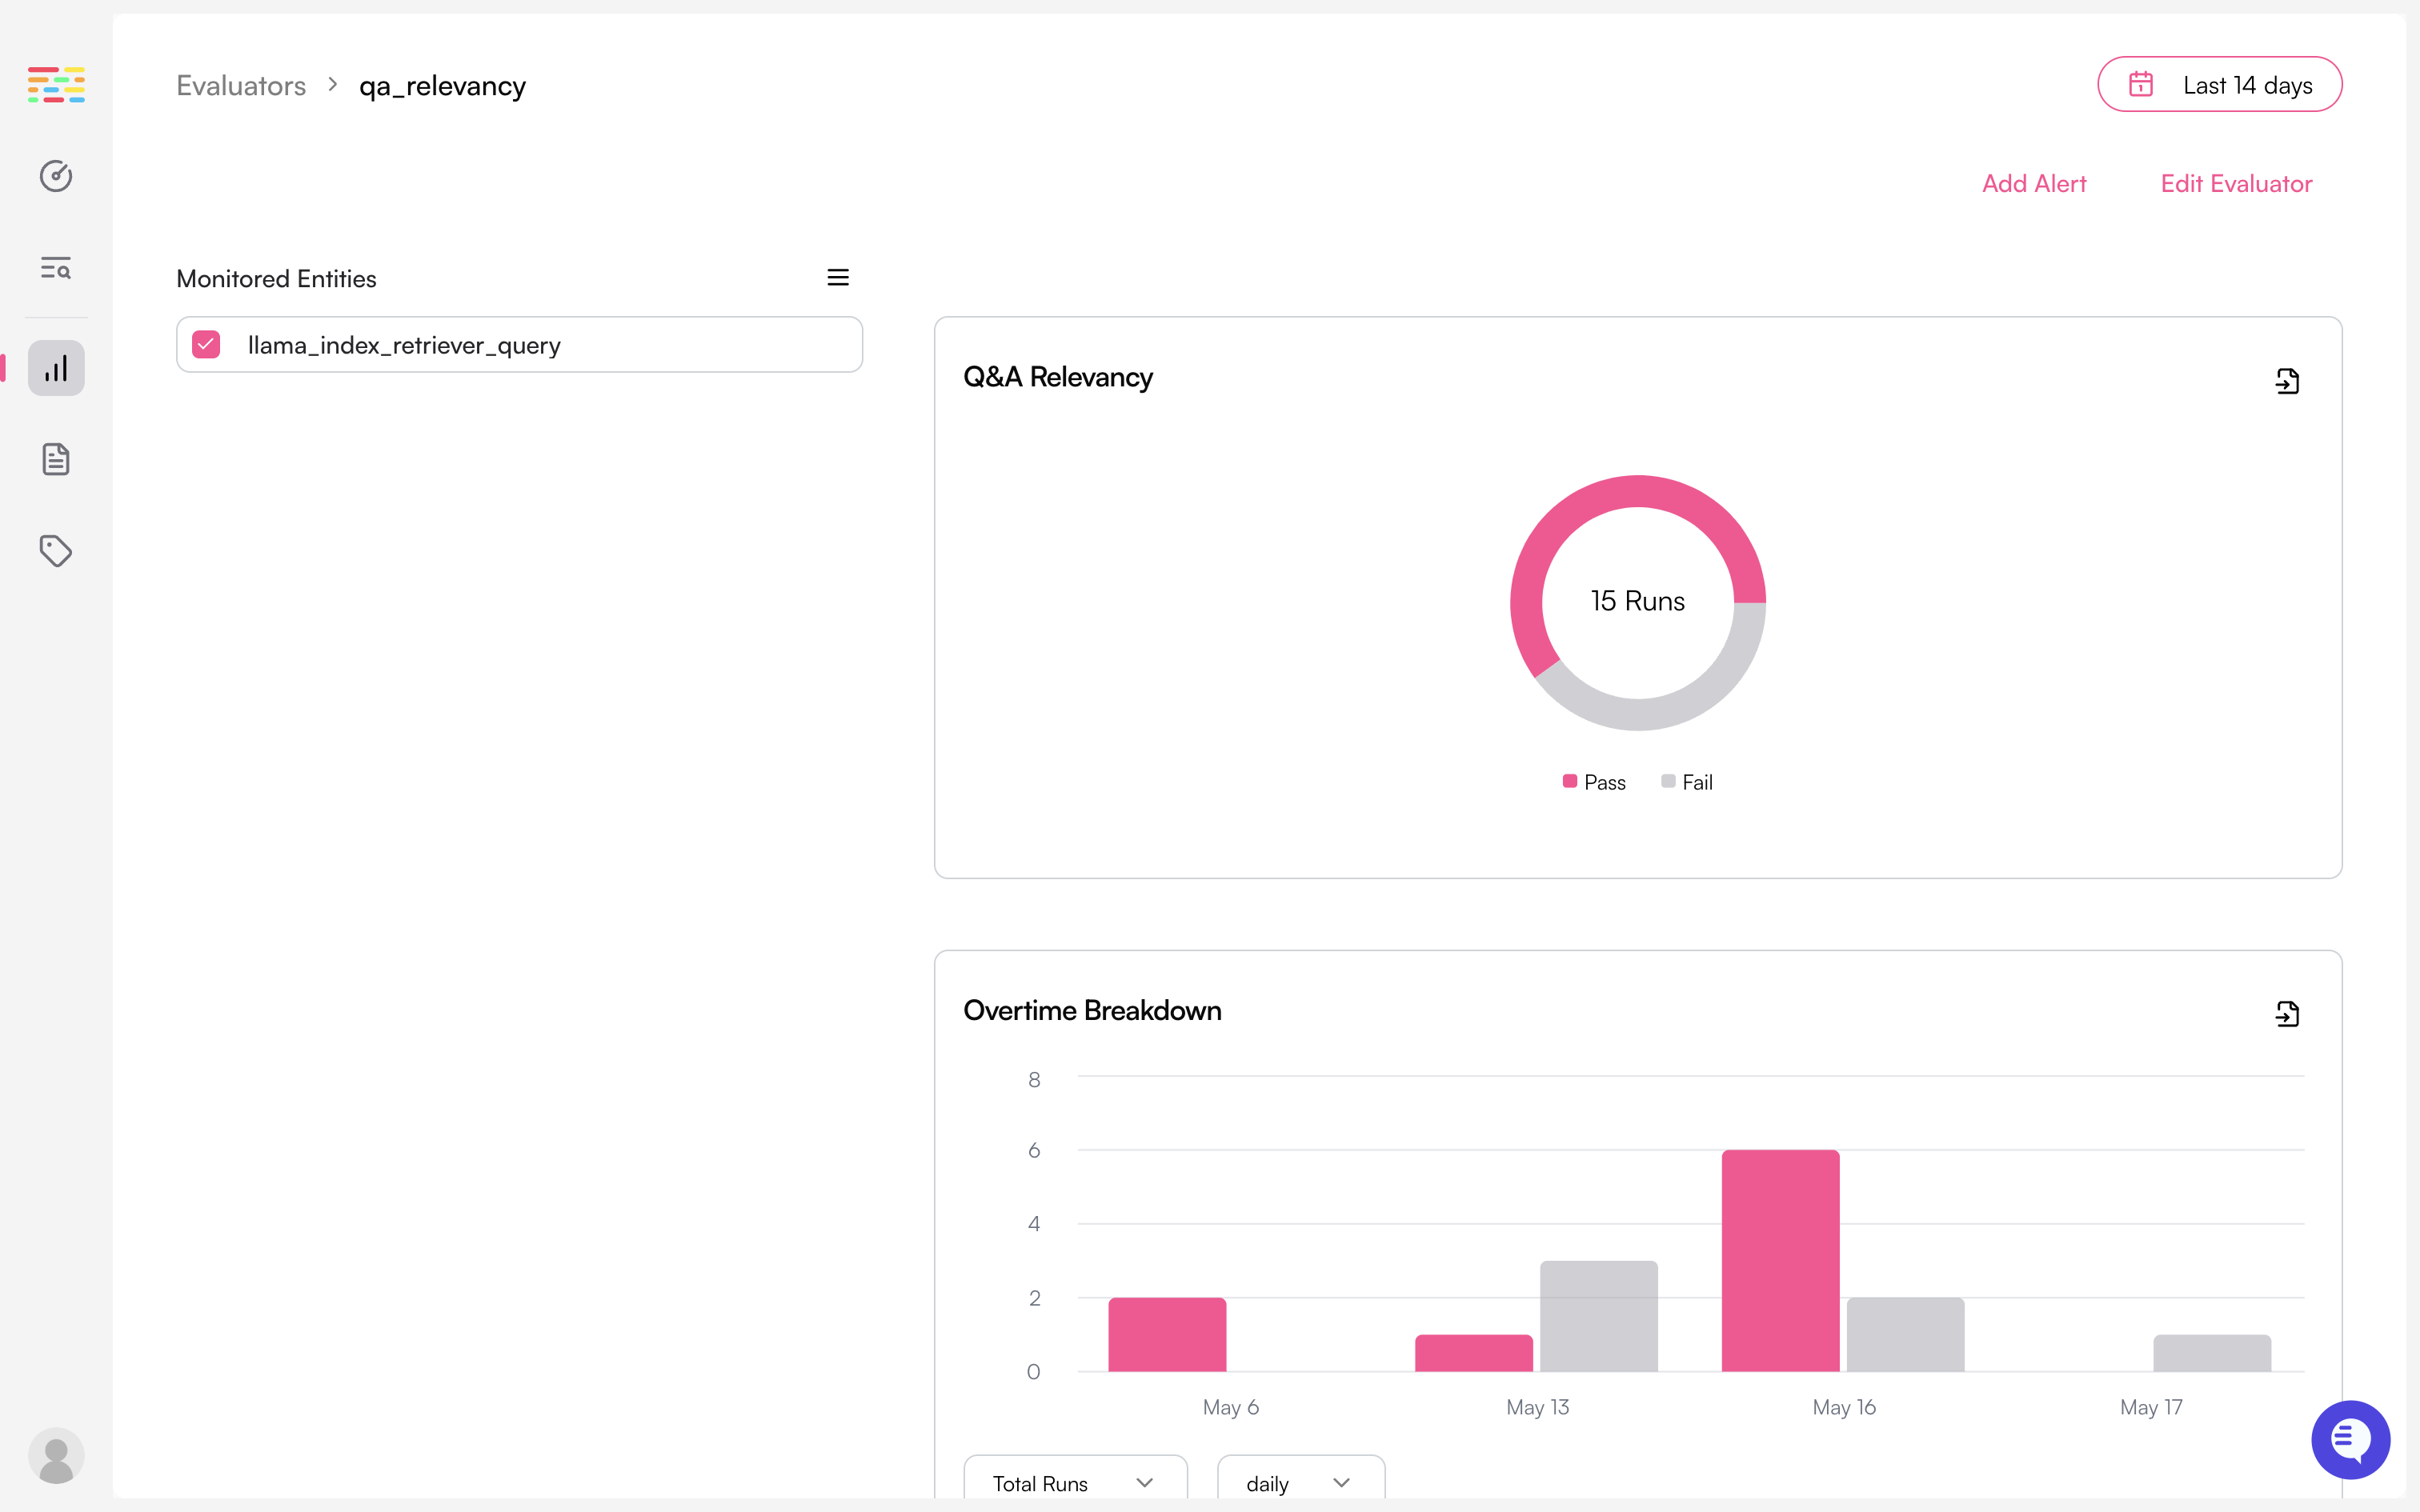 Evaluators > qa_relevancy
Last 14 days
Add Alert
Edit Evaluator
Monitored Entities
llama_index_retriever_query
Q&A Relevancy
15 Runs
Pass
Fail
Overtime Breakdown
8
6
4
2
0
May 6
May 13
May 16
May 17
Total Runs
daily